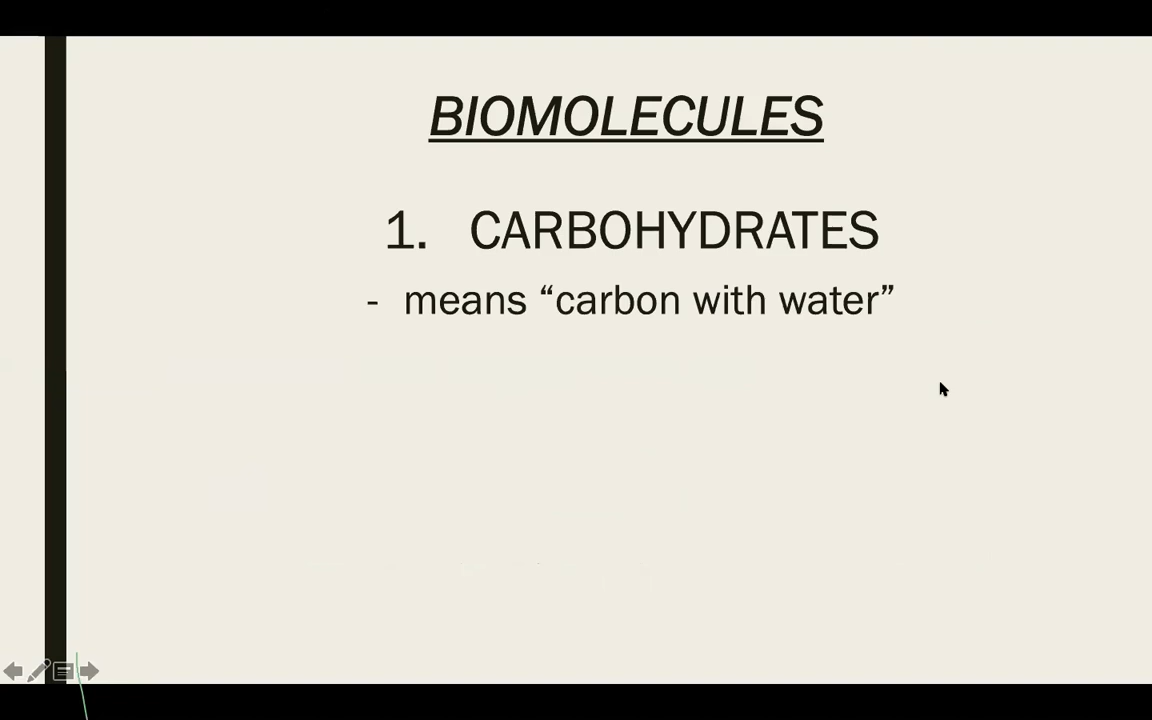 BIOMOLECULES
1. CARBOHYDRATES
- means “carbon with water”